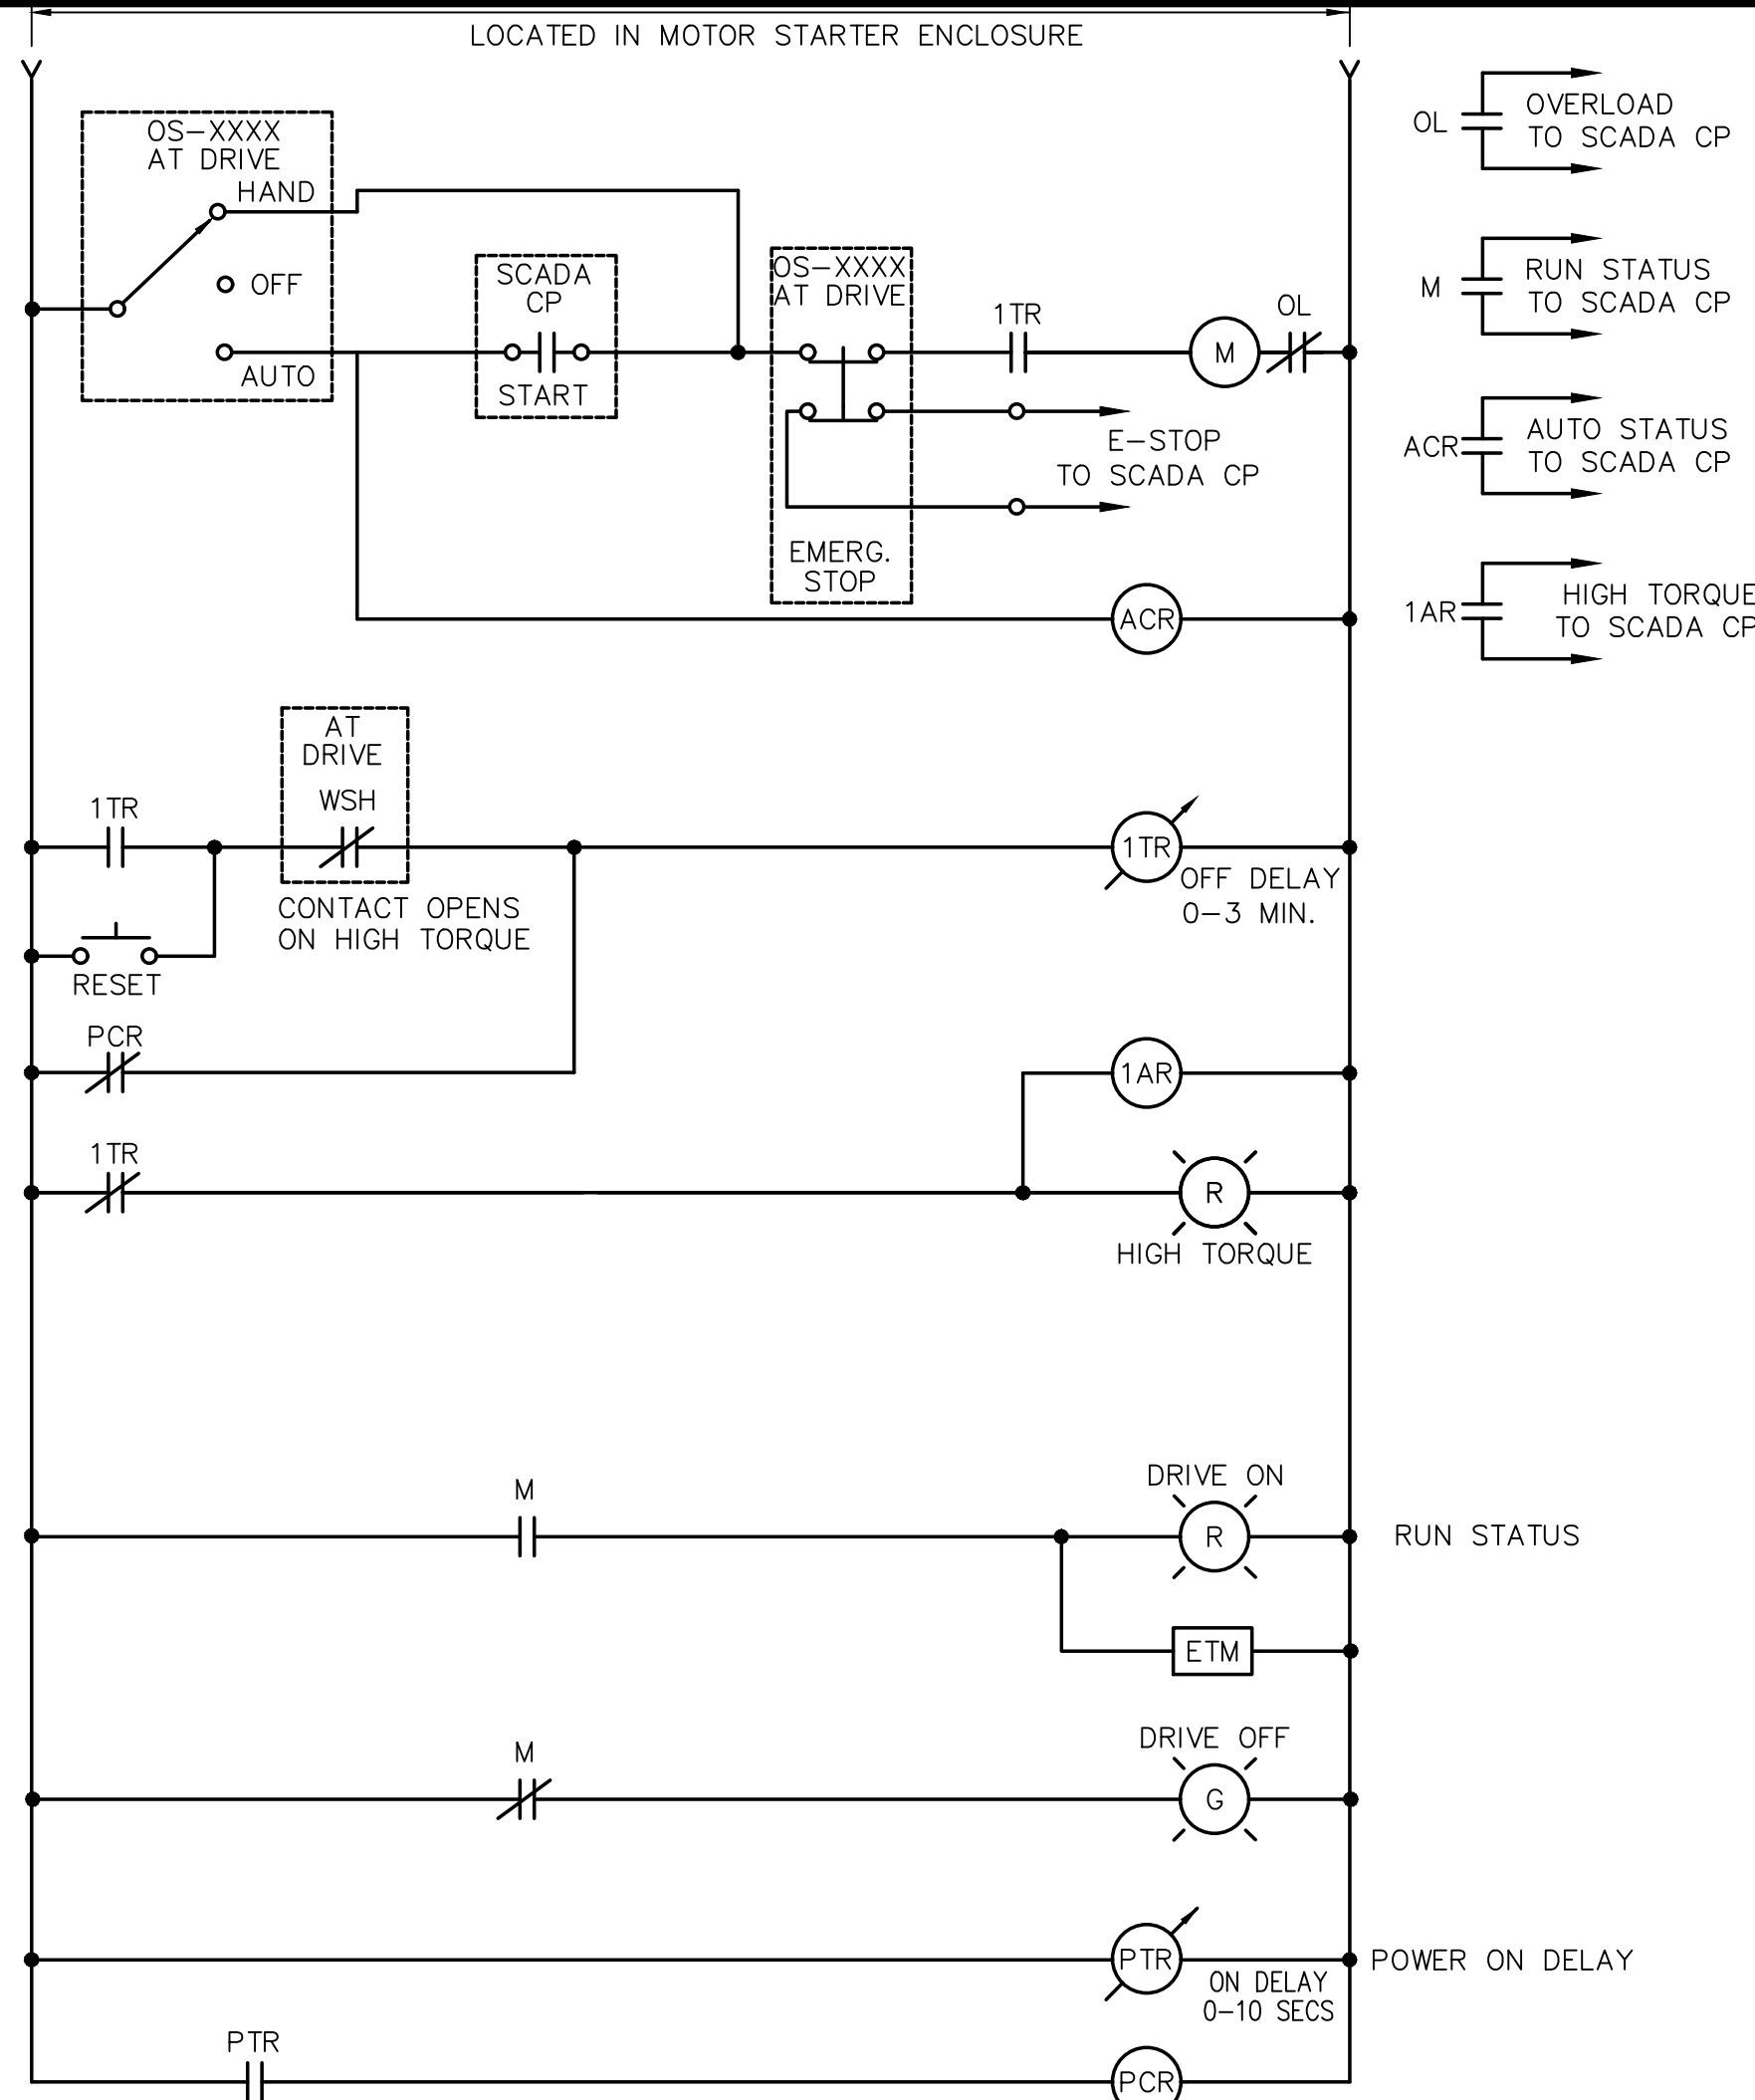 LOCATED IN MOTOR STARTER ENCLOSURE
OS-XXXX
AT DRIVE
HAND
OFF
AUTO
SCADA
CP
START
OS-XXXX
AT DRIVE
EMERG.
STOP
1TR
M
OL
E-STOP
TO SCADA CP
ACR
OL
OVERLOAD
TO SCADA CP
M
RUN STATUS
TO SCADA CP
ACR
AUTO STATUS
TO SCADA CP
1AR
HIGH TORQUE
TO SCADA CP
1TR
AT
DRIVE
WSH
CONTACT OPENS
ON HIGH TORQUE
1TR
OFF DELAY
0-3 MIN.
RESET
PCR
1AR
1TR
R
HIGH TORQUE
M
DRIVE ON
R
RUN STATUS
ETM
M
DRIVE OFF
G
PTR
ON DELAY
0-10 SECS
POWER ON DELAY
PTR
PCR